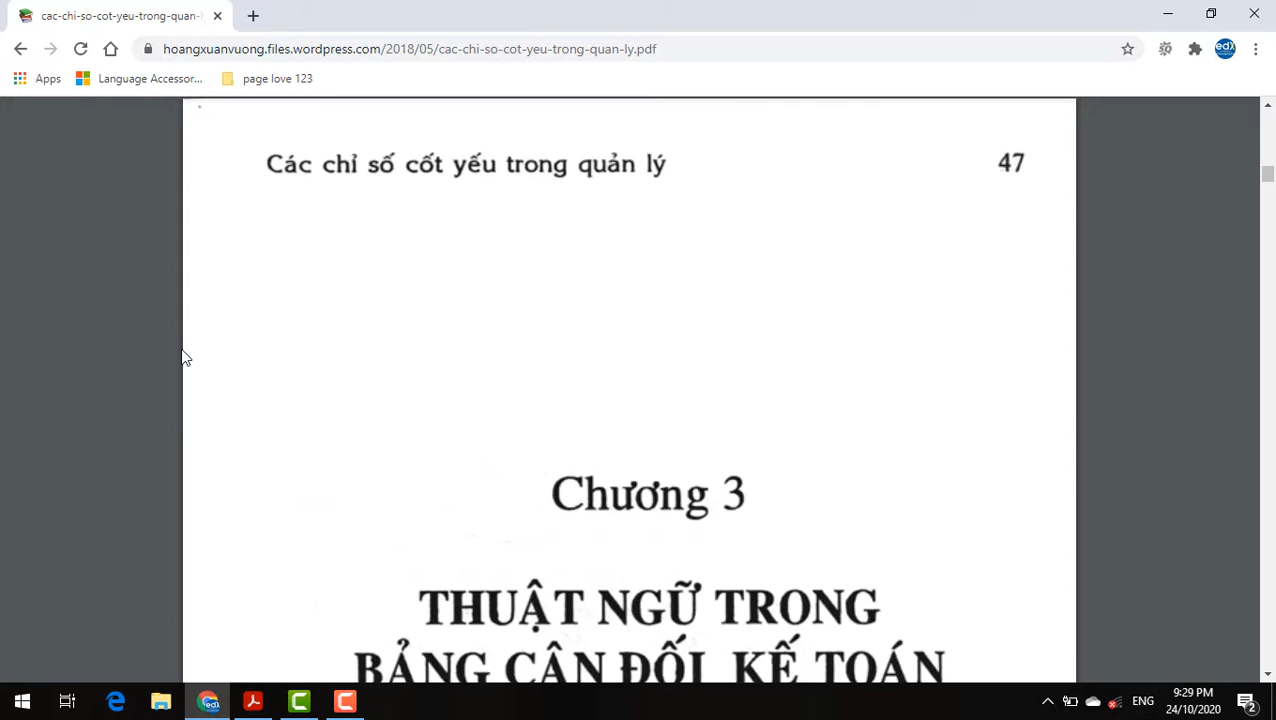 cac-chi-so-cot-yeu-trong-quan-l
hoangxuanvuong.files.wordpress.com/2018/05/cac-chi-so-cot-yeu-trong-quan-ly.pdf
edX
Apps
Language Accessor...
page love 123
Các chỉ số cốt yếu trong quản lý 47
Chương 3
THUẬT NGỮ TRONG
BẢNG CÂN ĐỐI KẾ TOÁN
ENG
9:29 PM
24/10/2020
2